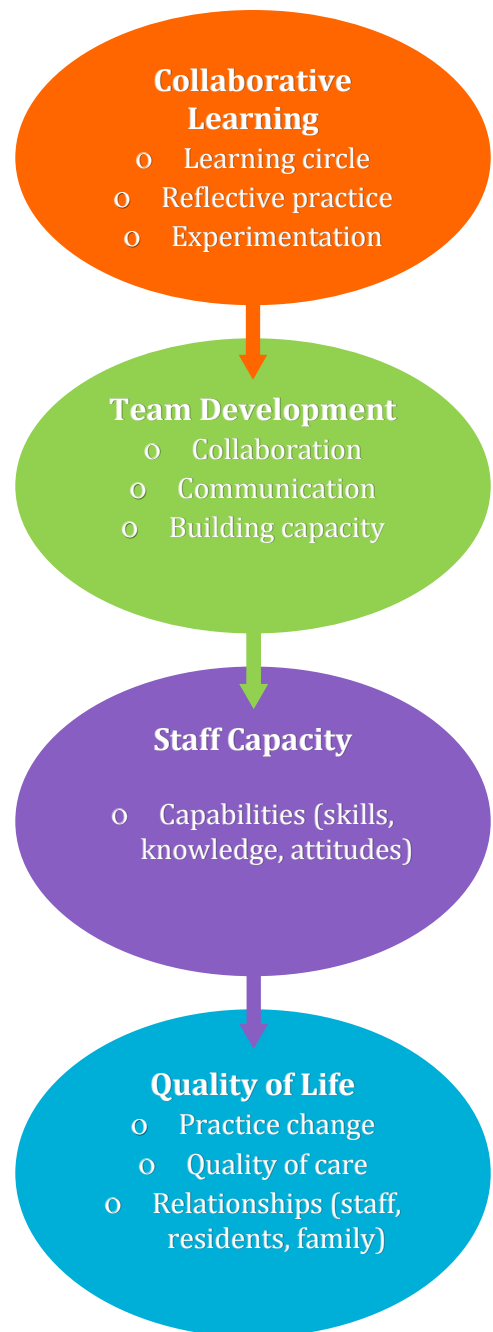 Collaborative
Learning
o Learning circle
o Reflective practice
o Experimentation
Team Development
o Collaboration
o Communication
o Building capacity
Staff Capacity
o Capabilities (skills,
knowledge, attitudes)
Quality of Life
o Practice change
o Quality of care
o Relationships (staff,
residents, family)